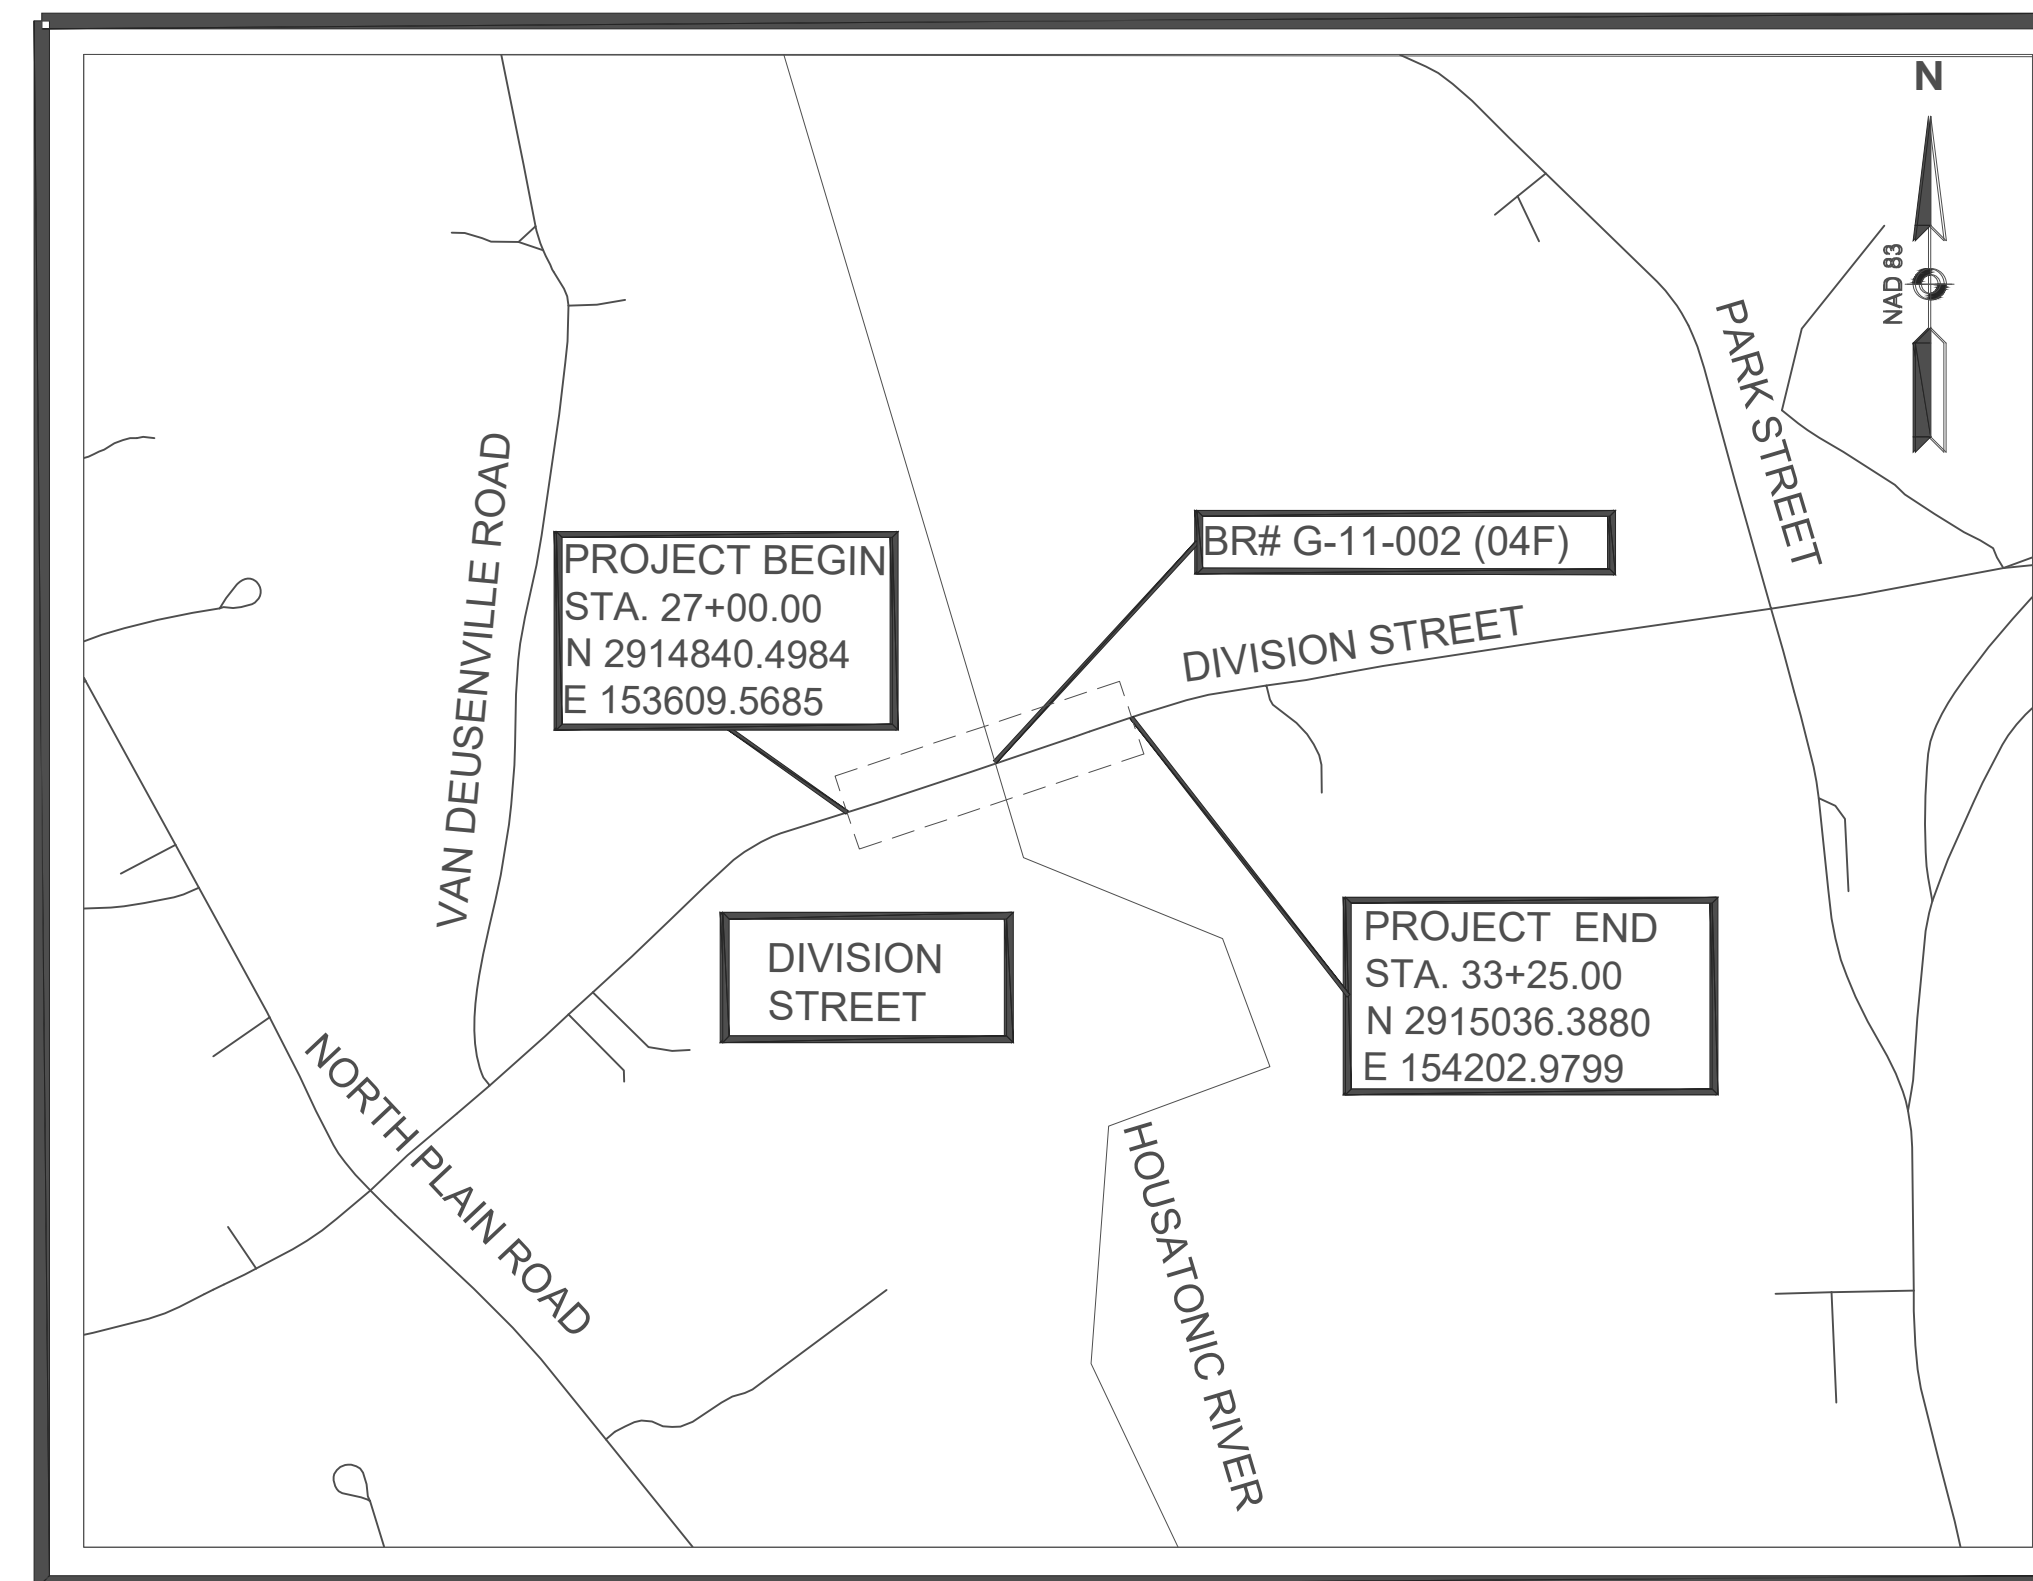 N
NAD 83
PARK STREET
VAN DEUSENVILLE ROAD
PROJECT BEGIN
STA. 27+00.00
N 2914840.4984
E 153609.5685
BR# G-11-002 (04F)
DIVISION STREET
DIVISION
STREET
PROJECT END
STA. 33+25.00
N 2915036.3880
E 154202.9799
NORTH PLAIN ROAD
HOUSATONIC RIVER